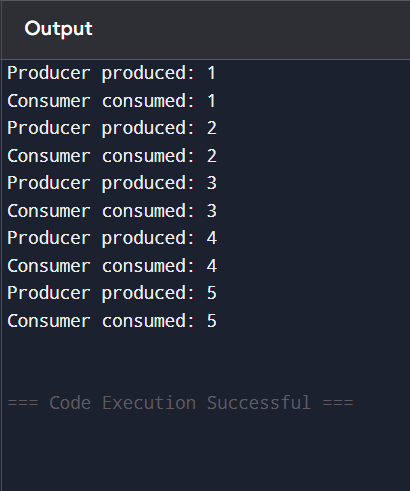 Output
Producer produced: 1
Consumer consumed: 1
Producer produced: 2
Consumer consumed: 2
Producer produced: 3
Consumer consumed: 3
Producer produced: 4
Consumer consumed: 4
Producer produced: 5
Consumer consumed: 5
=== Code Execution Successful ===